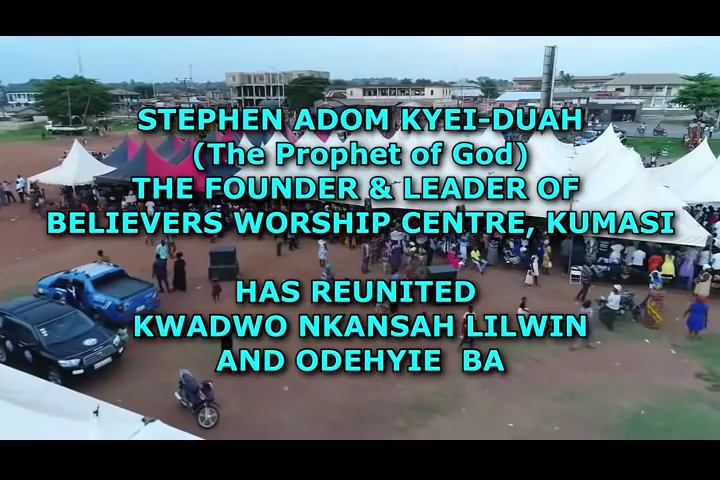 STEPHEN ADOM KYEI-DUAH
(The Prophet of God)
THE FOUNDER & LEADER OF
BELIEVERS WORSHIP CENTRE, KUMASI
HAS REUNITED
KWADWO NKANSAH LILWIN
AND ODEHYIE BA